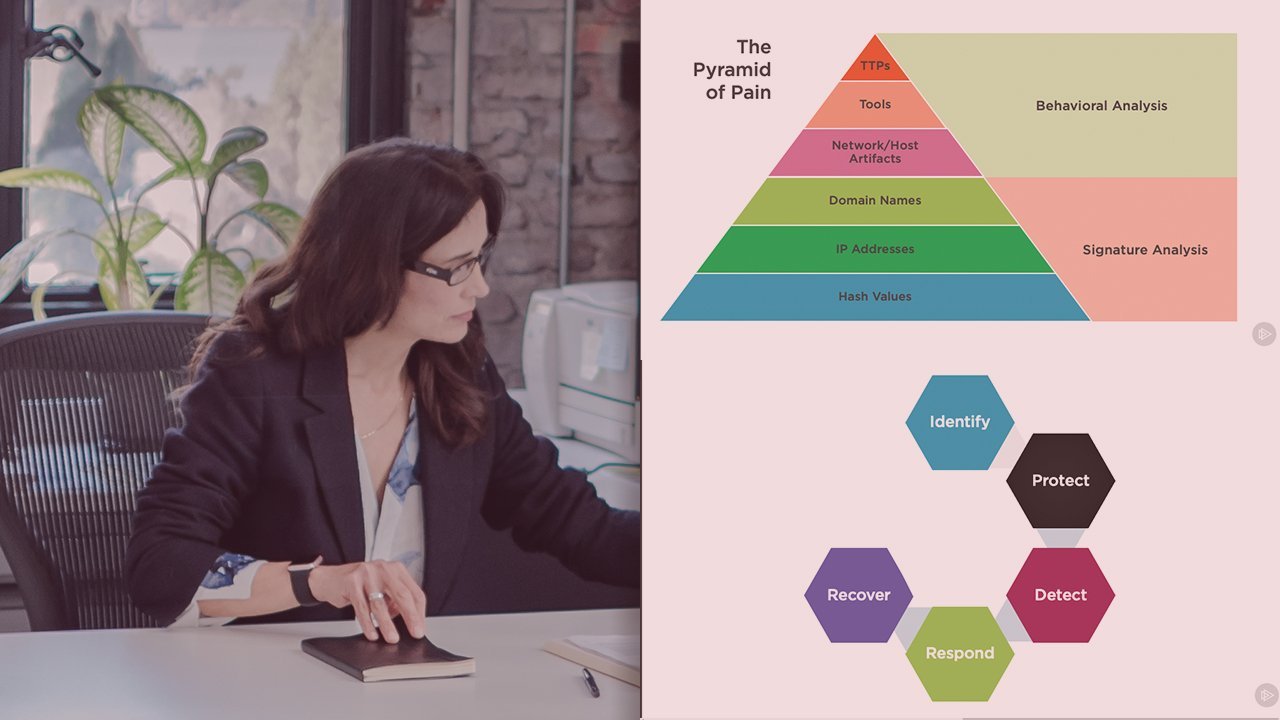 The
Pyramid
of Pain
TTPs
Tools
Network/Host
Artifacts
Domain Names
IP Addresses
Hash Values
Behavioral Analysis
Signature Analysis
Identify
Protect
Detect
Respond
Recover